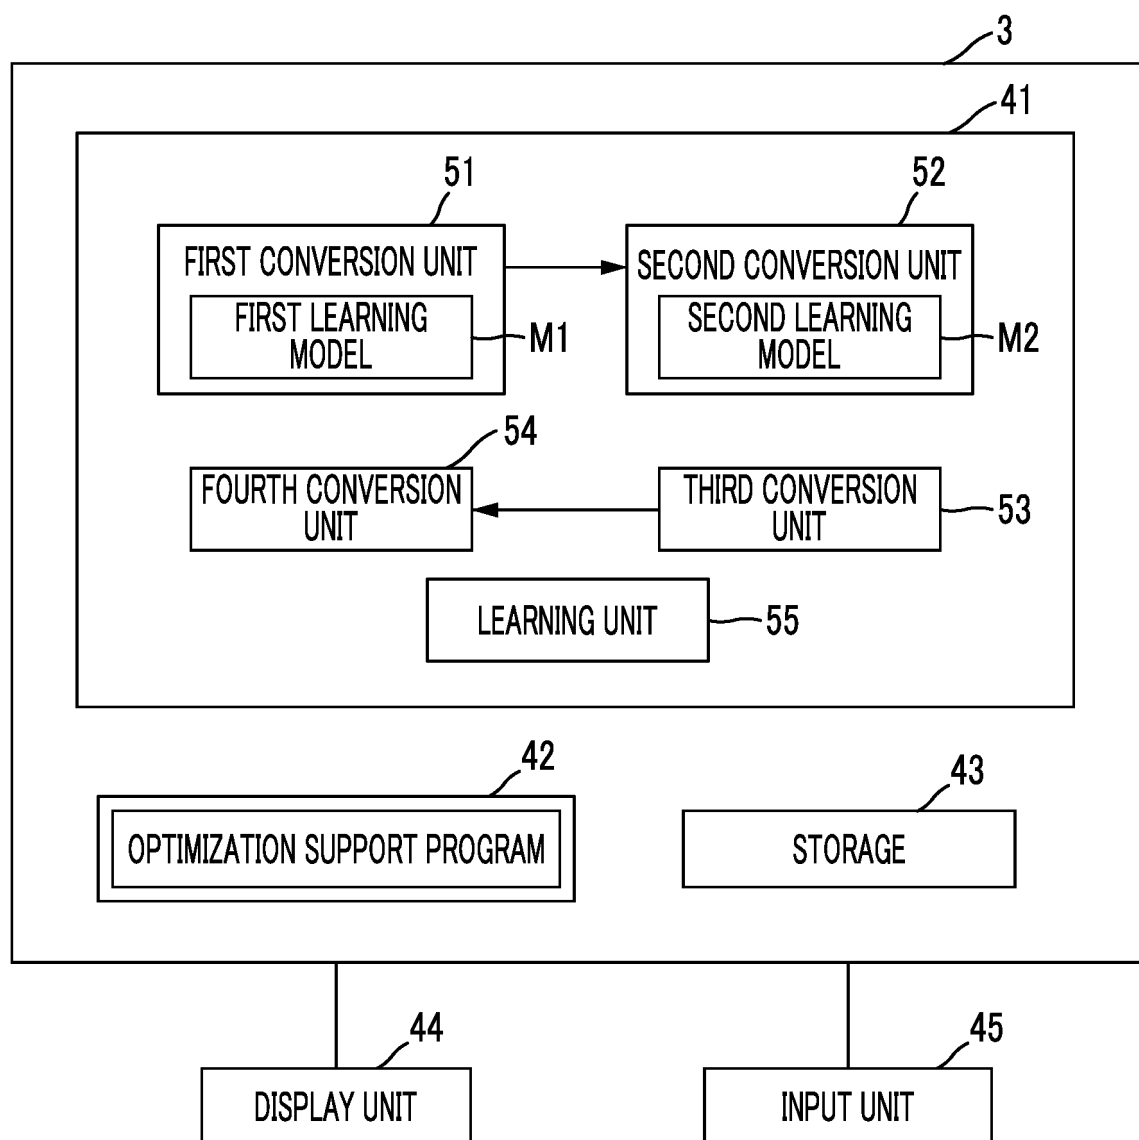 3
41
51
52
FIRST CONVERSION UNIT
SECOND CONVERSION UNIT
FIRST LEARNING
MODEL
M1
SECOND LEARNING
MODEL
M2
54
FOURTH CONVERSION
UNIT
THIRD CONVERSION
UNIT
53
LEARNING UNIT
55
42
43
OPTIMIZATION SUPPORT PROGRAM
STORAGE
44
45
DISPLAY UNIT
INPUT UNIT